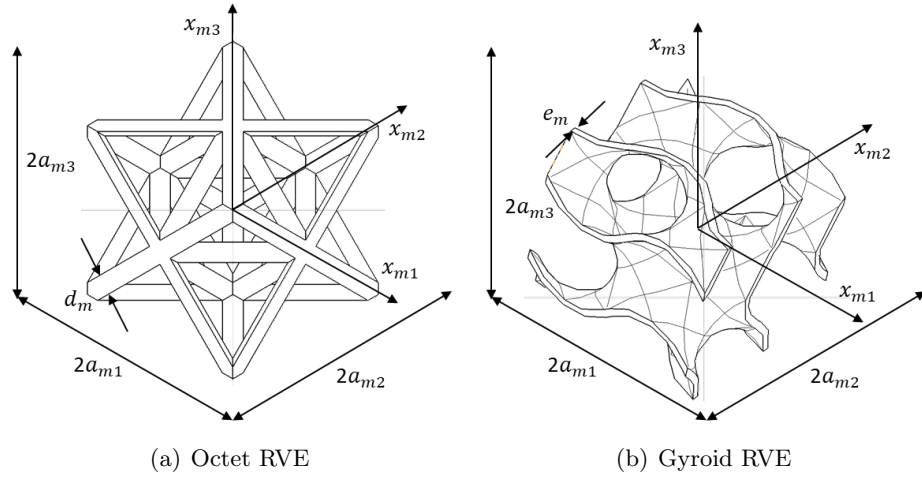 x_{m3}
x_{m2}
2a_{m3}
x_{m1}
d_m
2a_{m1}
2a_{m2}
(a) Octet RVE
x_{m3}
e_m
x_{m2}
2a_{m3}
x_{m1}
2a_{m1}
2a_{m2}
(b) Gyroid RVE